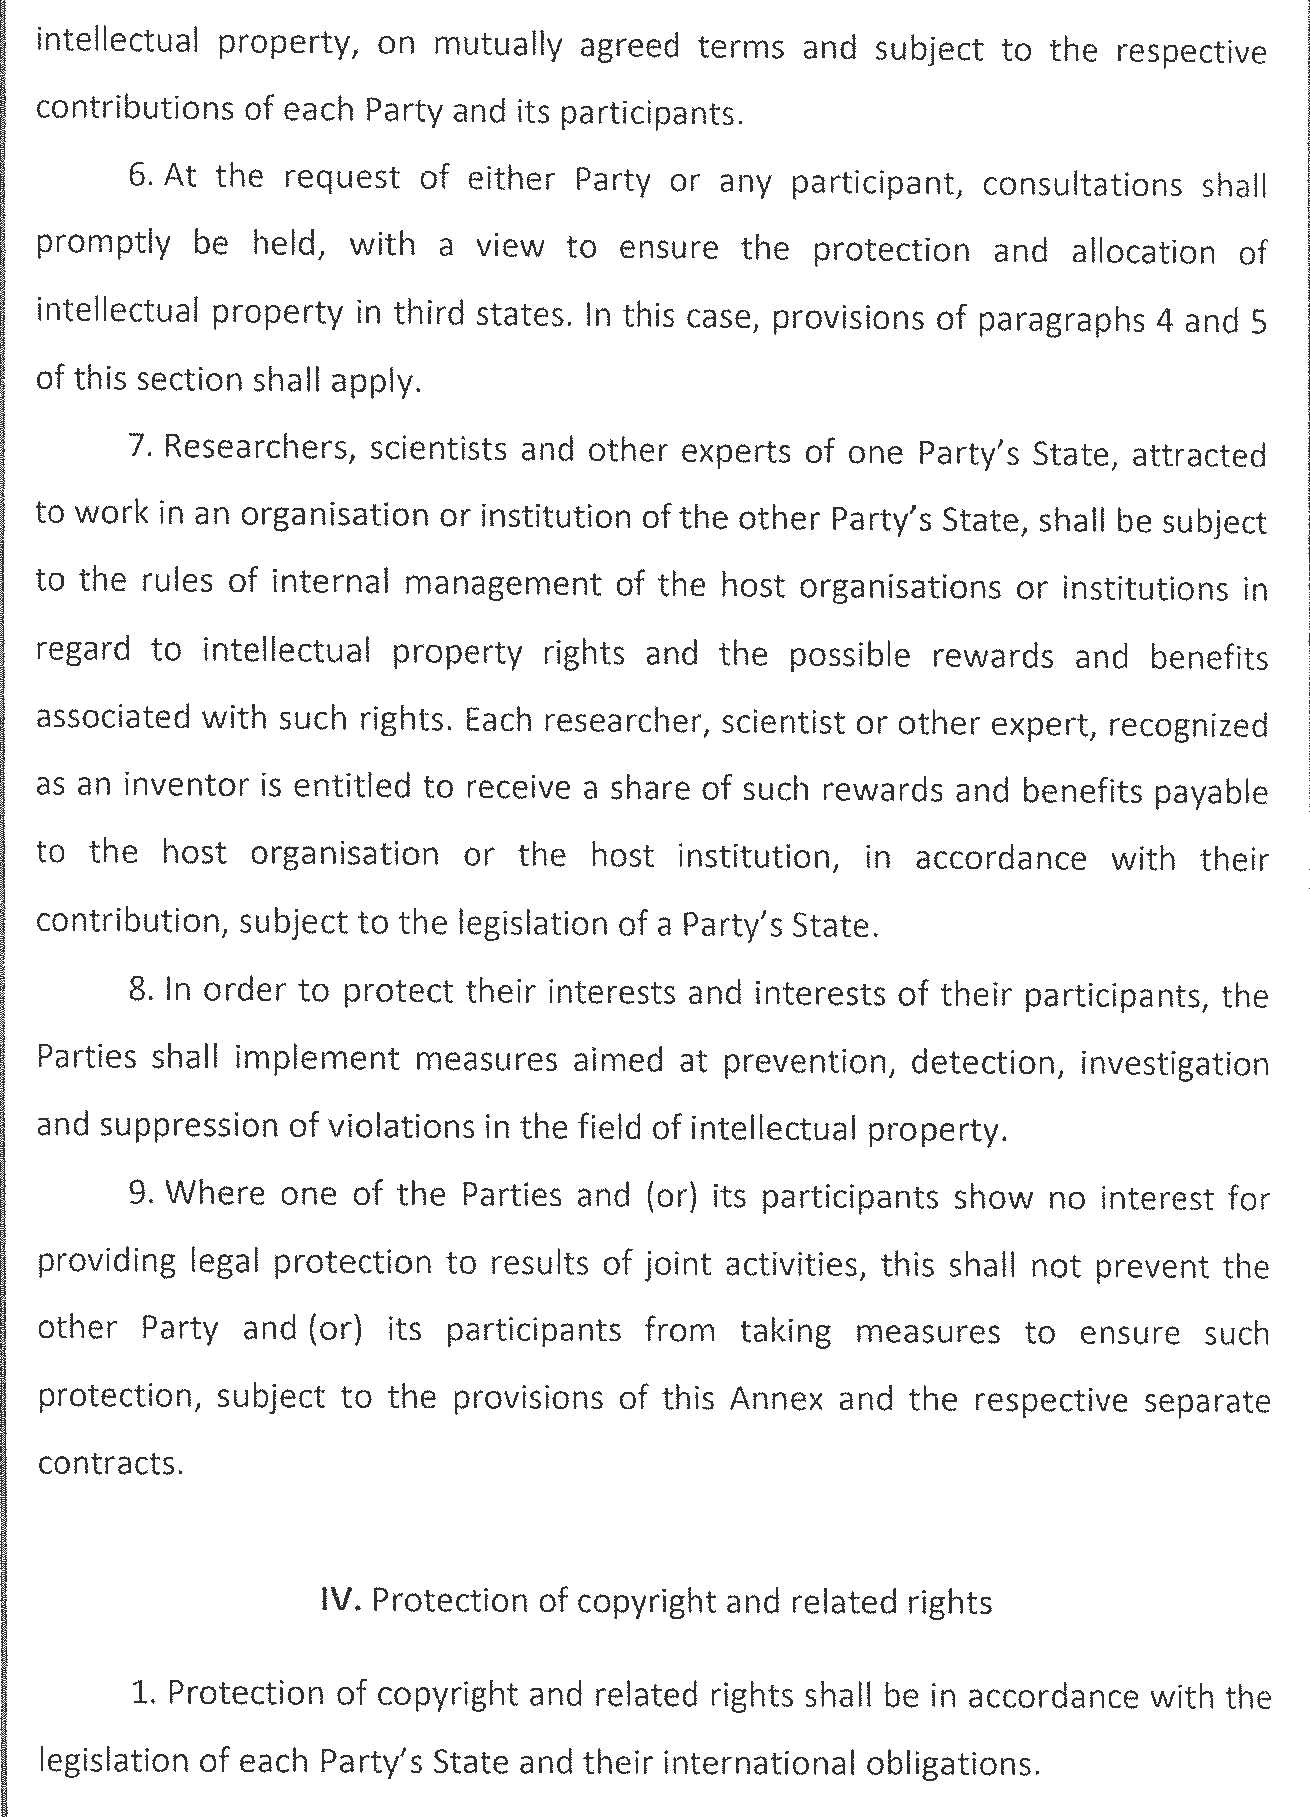 intellectual property, on mutually agreed terms and subject to the respective
contributions of each Party and its participants.
6. At the request of either Party or any participant, consultations shall
promptly be held, with a view to ensure the protection and allocation of
intellectual property in third states. In this case, provisions of paragraphs 4 and 5
of this section shall apply.
7. Researchers, scientists and other experts of one Party's State, attracted
to work in an organisation or institution of the other Party's State, shall be subject
to the rules of internal management of the host organisations or institutions in
regard to intellectual property rights and the possible rewards and benefits
associated with such rights. Each researcher, scientist or other expert, recognized
as an inventor is entitled to receive a share of such rewards and benefits payable
to the host organisation or the host institution, in accordance with their
contribution, subject to the legislation of a Party's State.
8. In order to protect their interests and interests of their participants, the
Parties shall implement measures aimed at prevention, detection, investigation
and suppression of violations in the field of intellectual property.
9. Where one of the Parties and (or) its participants show no interest for
providing legal protection to results of joint activities, this shall not prevent the
other Party and (or) its participants from taking measures to ensure such
protection, subject to the provisions of this Annex and the respective separate
contracts.
IV. Protection of copyright and related rights
1. Protection of copyright and related rights shall be in accordance with the
legislation of each Party's State and their international obligations.